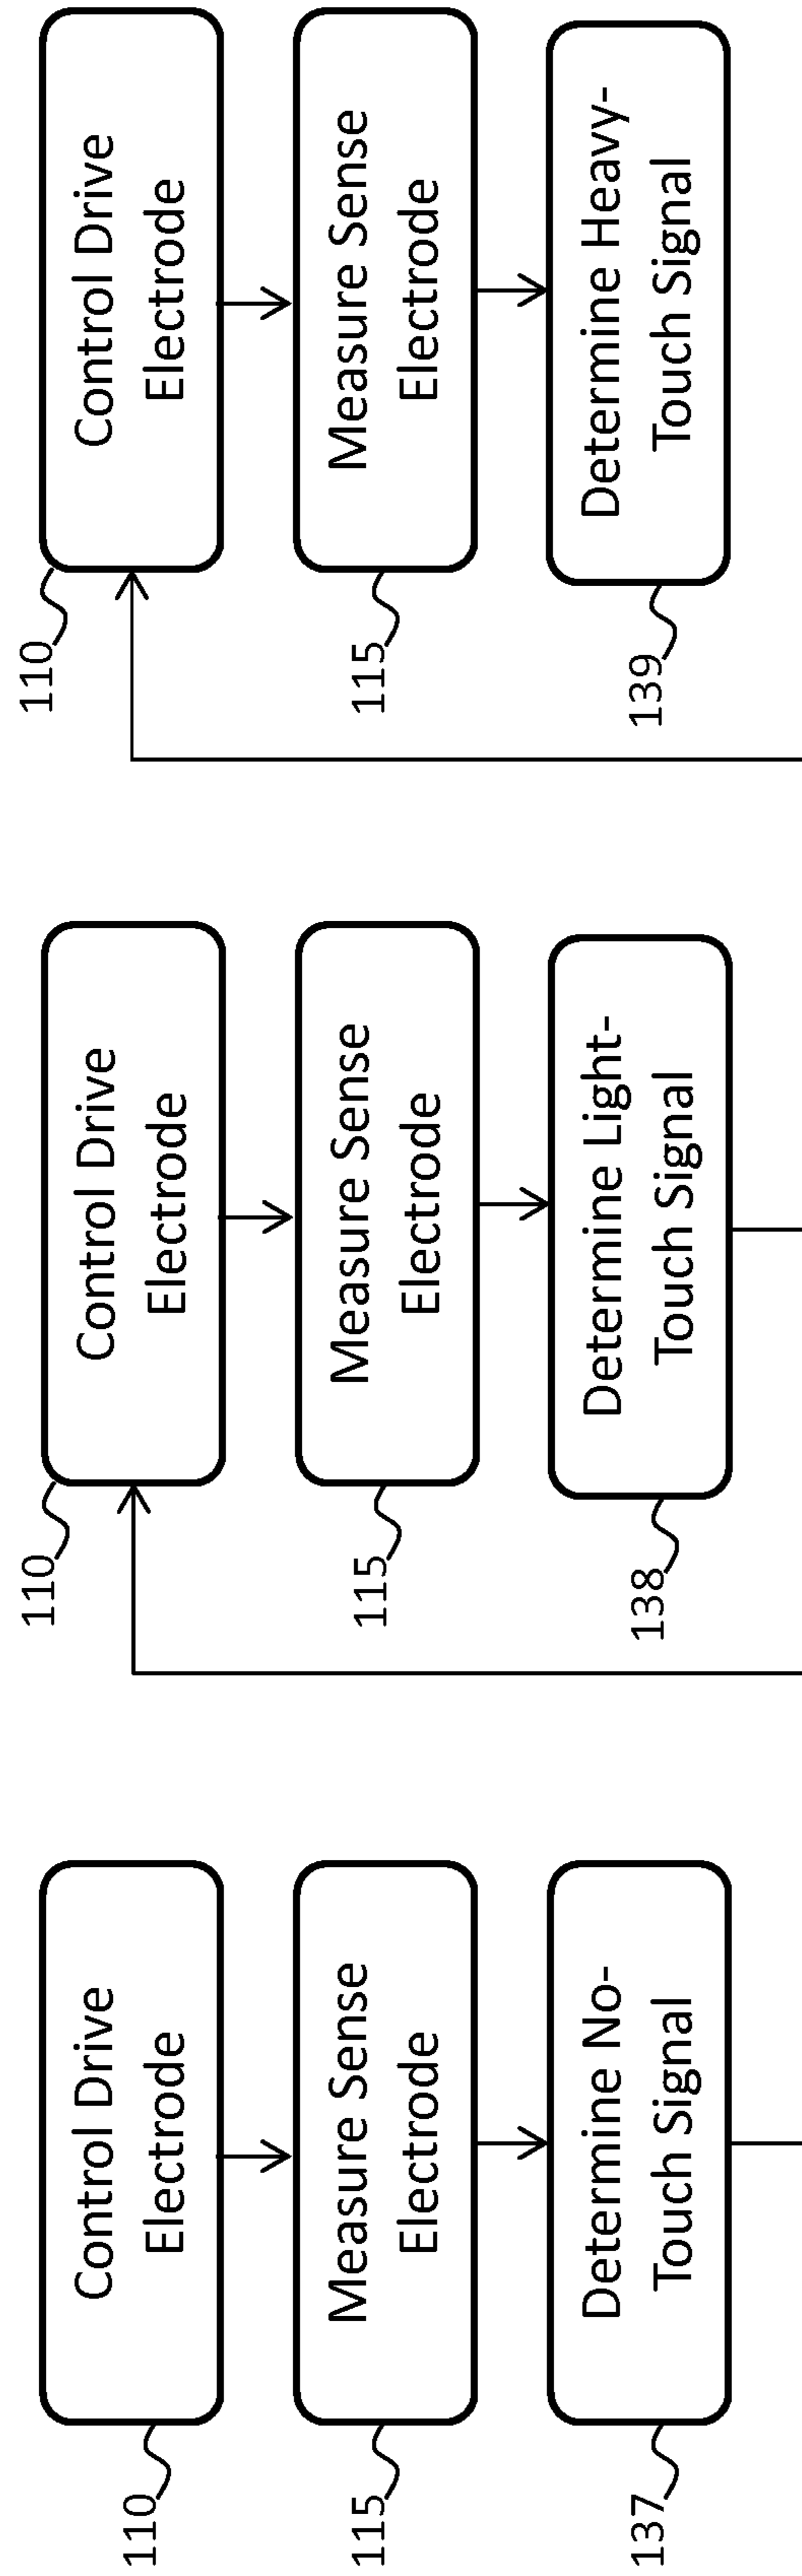 110
Control Drive
Electrode
115
Measure Sense
Electrode
137
Determine No-
Touch Signal
110
Control Drive
Electrode
115
Measure Sense
Electrode
138
Determine Light-
Touch Signal
110
Control Drive
Electrode
115
Measure Sense
Electrode
139
Determine Heavy-
Touch Signal